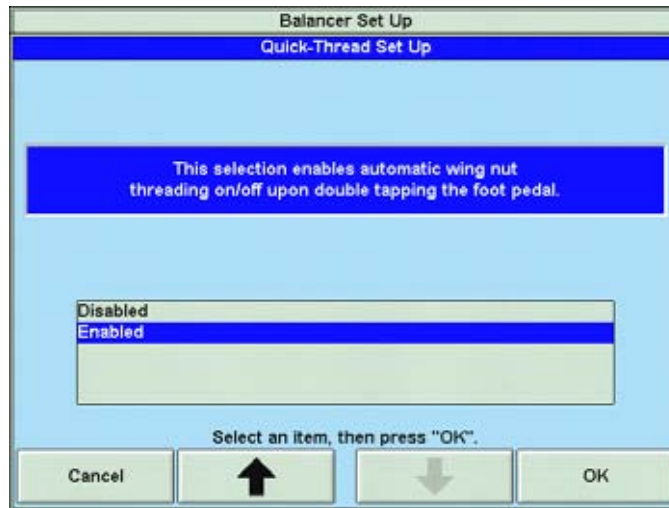 Balancer Set Up
Quick-Thread Set Up
This selection enables automatic wing nut
threading on/off upon double tapping the foot pedal.
Disabled
Enabled
Select an item, then press "OK".
Cancel
OK